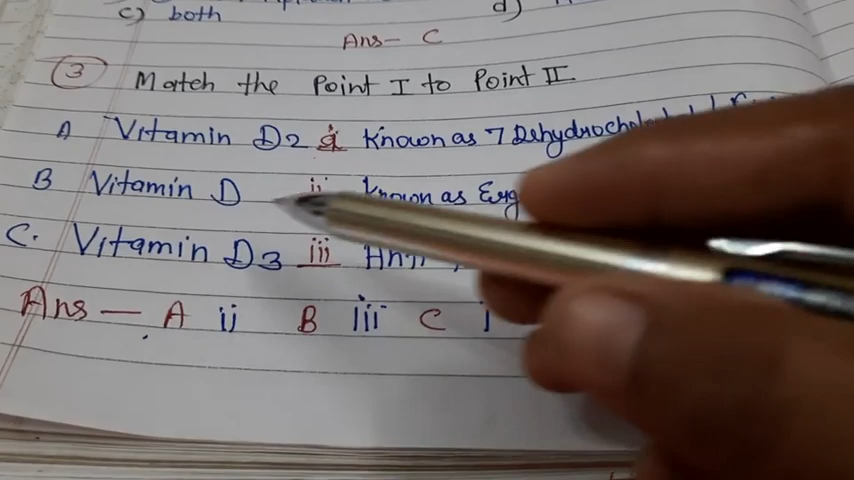 c) both
d)
Ans- C
3 Match the Point I to Point II.
A Vitamin D2 i Known as 7
B Vitamin D ii Known as
C. Vitamin D3 iii
Ans — A ii B iii C i